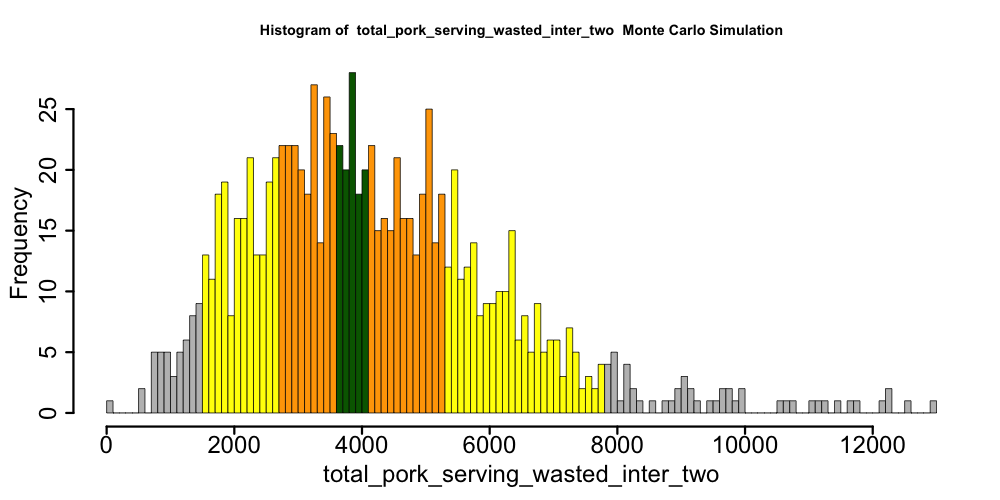 Histogram of  total_pork_serving_wasted_inter_two  Monte Carlo Simulation
Frequency
25
20
15
10
5
0
0 2000 4000 6000 8000 10000 12000
total_pork_serving_wasted_inter_two